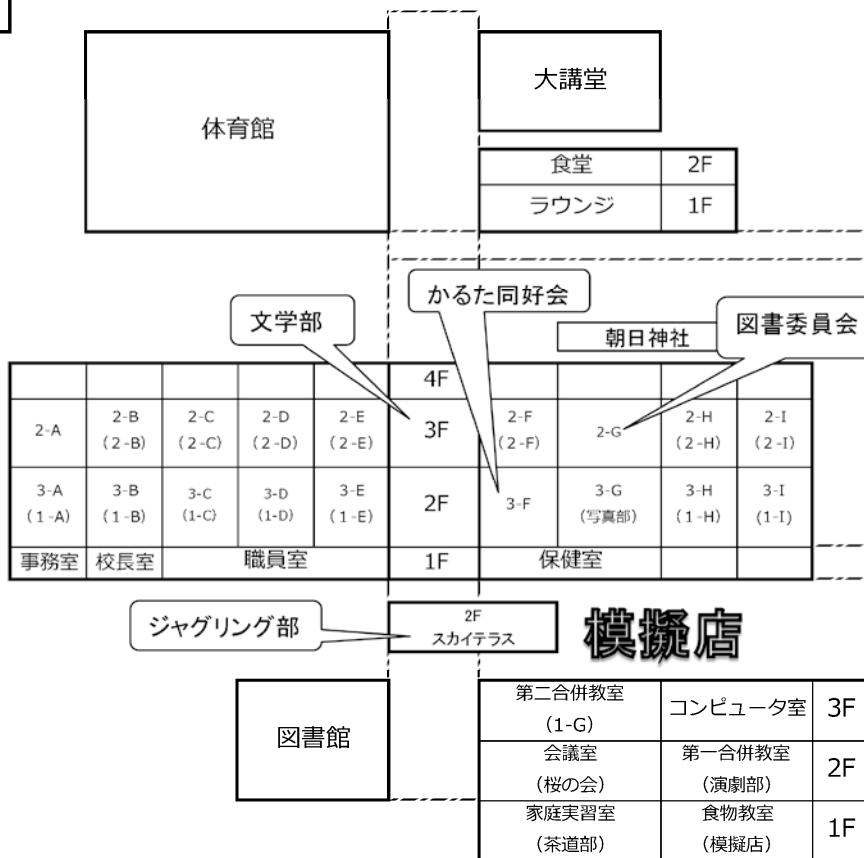 体育館
大講堂
食堂 2F
ラウンジ 1F
かるた同好会
文学部
図書委員会
朝日神社
4F
2-A 2-B 2-C 2-D 2-E 3F 2-F 2-G 2-H 2-I
(2-B) (2-C) (2-D) (2-E) (2-F) (2-H) (2-I)
3-A 3-B 3-C 3-D 3-E 2F 3-F 3-G 3-H 3-I
(1-A) (1-B) (1-C) (1-D) (1-E) (写真部) (1-H) (1-I)
事務室 校長室 職員室 1F 保健室
ジャグリング部
2F
スカイテラス
模擬店
図書館
第二合併教室 コンピュータ室 3F
(1-G)
会議室 第一合併教室 2F
(桜の会) (演劇部)
家庭実習室 食物教室 1F
(茶道部) (模擬店)